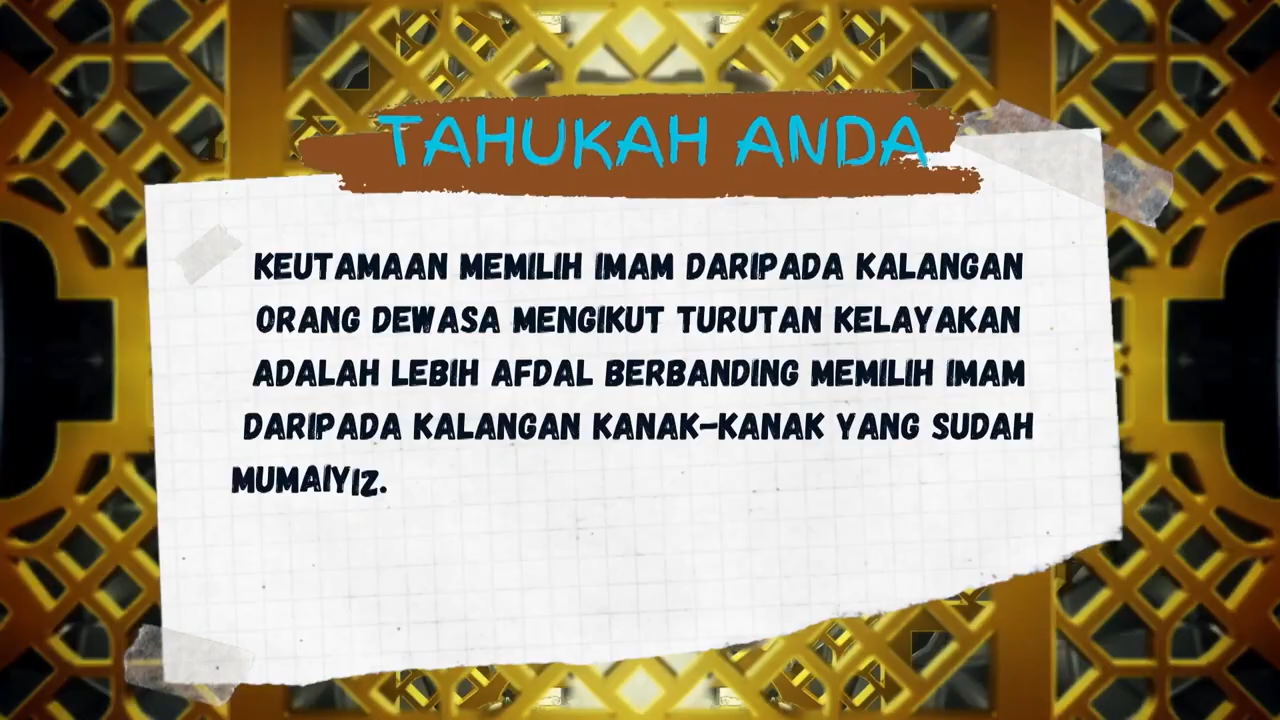 TAHUKAH ANDA
KEUTAMAAN MEMILIH IMAM DARIPADA KALANGAN
ORANG DEWASA MENGIKUT TURUTAN KELAYAKAN
ADALAH LEBIH AFDAL BERBANDING MEMILIH IMAM
DARIPADA KALANGAN KANAK-KANAK YANG SUDAH
MUMAIYIZ.